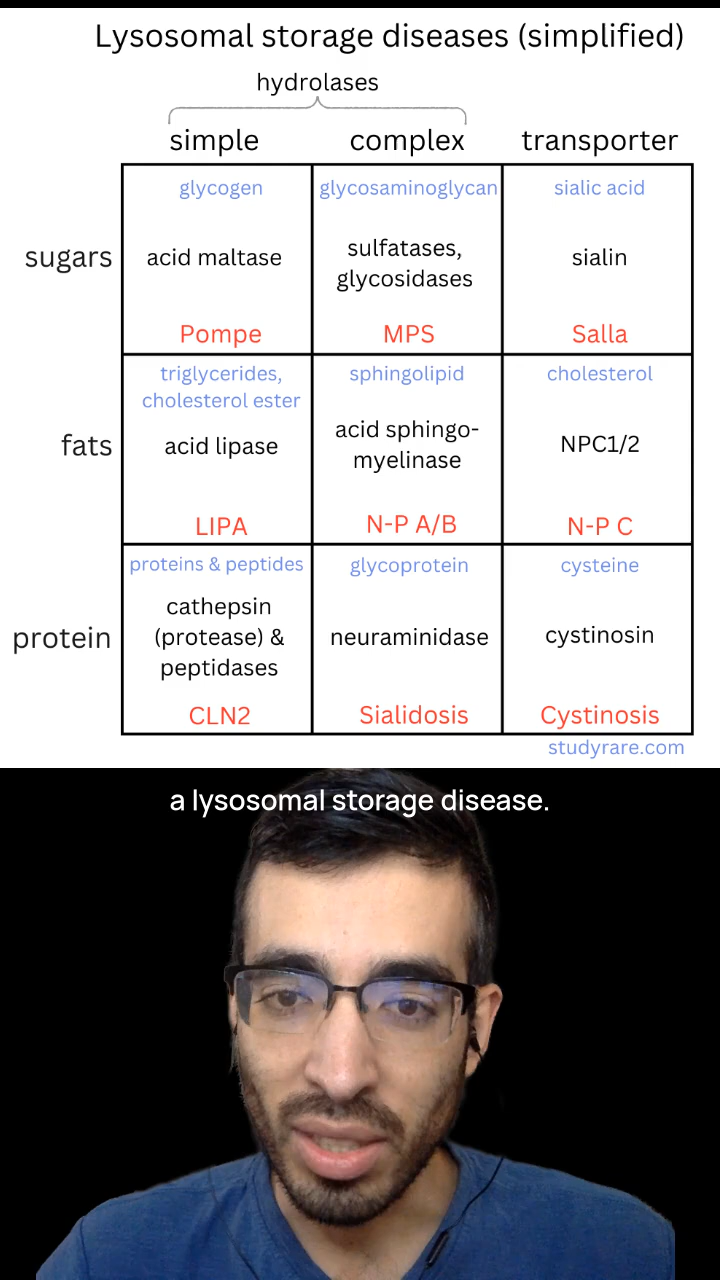 Lysosomal storage diseases (simplified)
hydrolases
simple complex transporter
glycogen glycosaminoglycan sialic acid
sugars acid maltase sulfatases, glycosidases sialin
Pompe MPS Salla
triglycerides, cholesterol ester sphingolipid cholesterol
fats acid lipase acid sphingo-myelinase NPC1/2
LIPA N-P A/B N-P C
proteins & peptides glycoprotein cysteine
protein cathepsin (protease) & peptidases neuraminidase cystinosin
CLN2 Sialidosis Cystinosis
studyrare.com
a lysosomal storage disease.